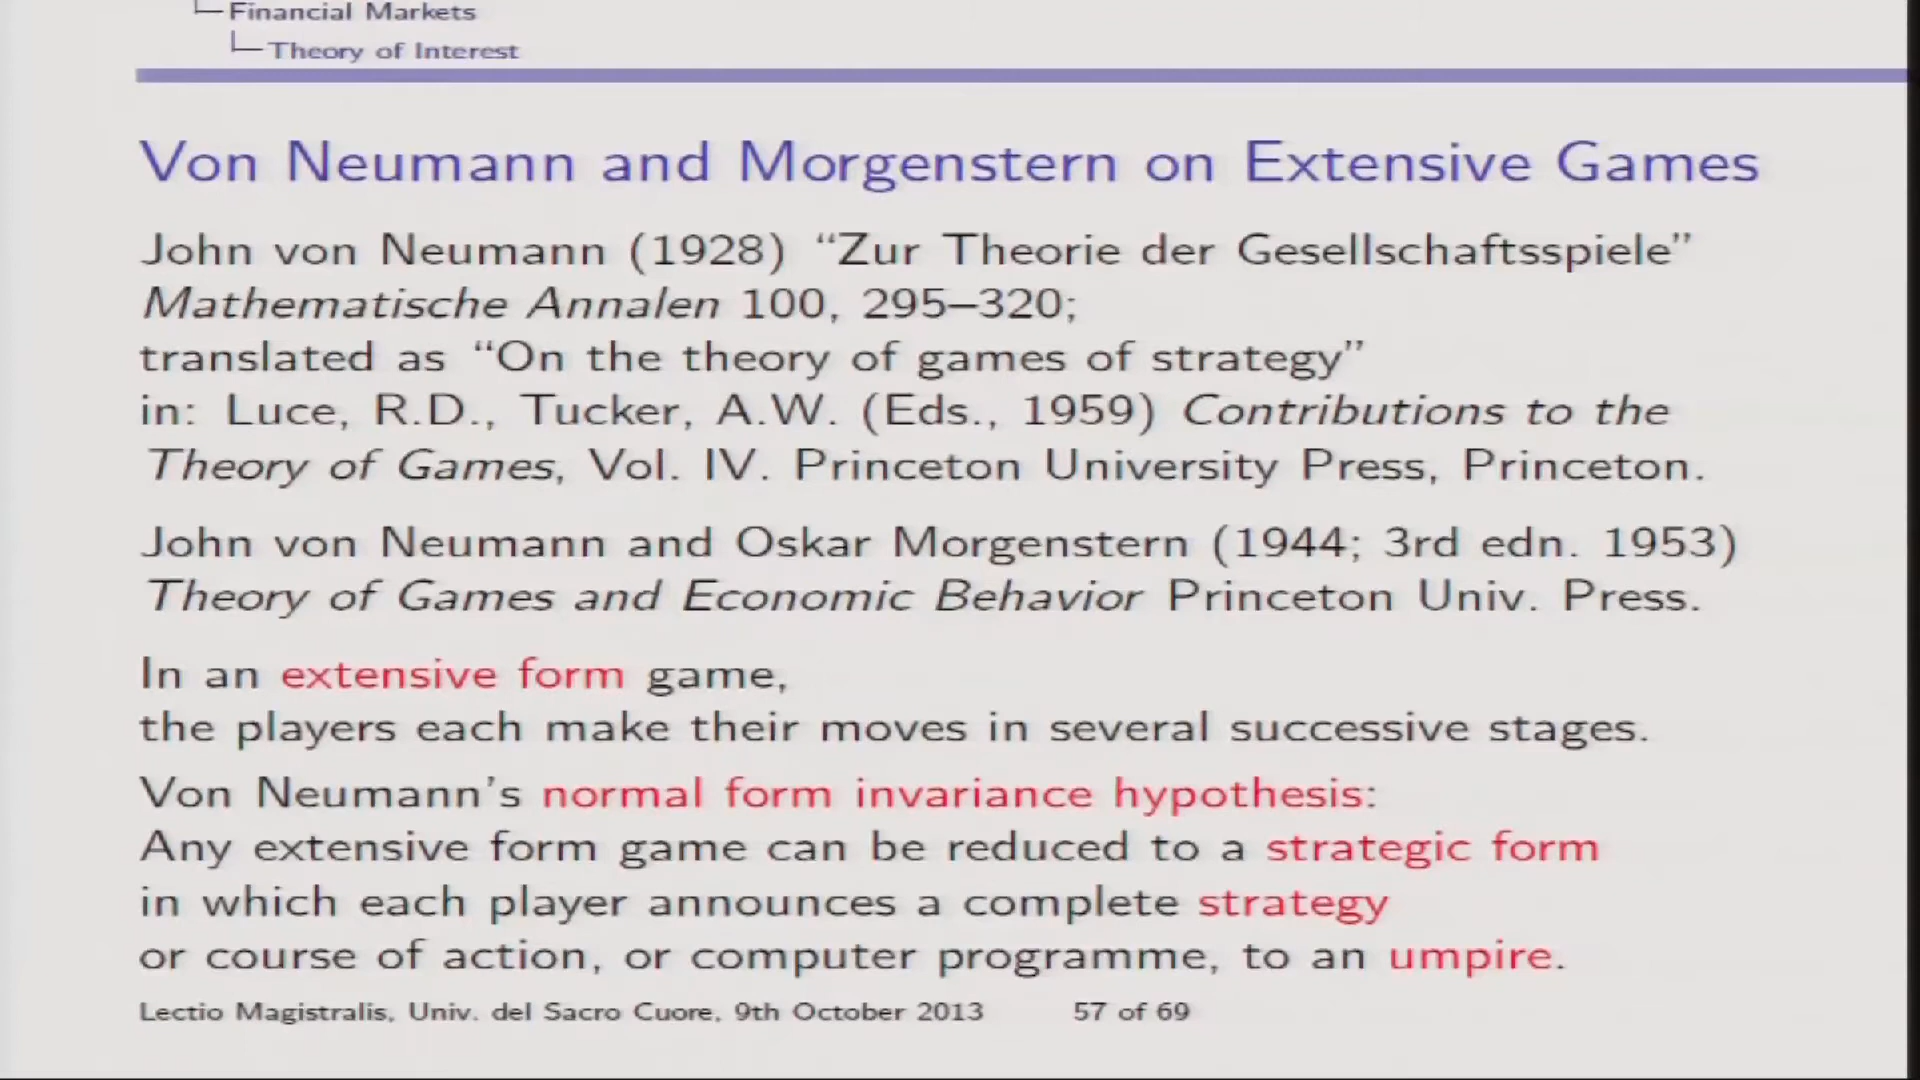 Financial Markets
Theory of Interest
Von Neumann and Morgenstern on Extensive Games
John von Neumann (1928) “Zur Theorie der Gesellschaftsspiele”
Mathematische Annalen 100, 295–320;
translated as “On the theory of games of strategy”
in: Luce, R.D., Tucker, A.W. (Eds., 1959) Contributions to the
Theory of Games, Vol. IV. Princeton University Press, Princeton.
John von Neumann and Oskar Morgenstern (1944; 3rd edn. 1953)
Theory of Games and Economic Behavior Princeton Univ. Press.
In an extensive form game,
the players each make their moves in several successive stages.
Von Neumann’s normal form invariance hypothesis:
Any extensive form game can be reduced to a strategic form
in which each player announces a complete strategy
or course of action, or computer programme, to an umpire.
Lectio Magistralis, Univ. del Sacro Cuore, 9th October 2013 57 of 69